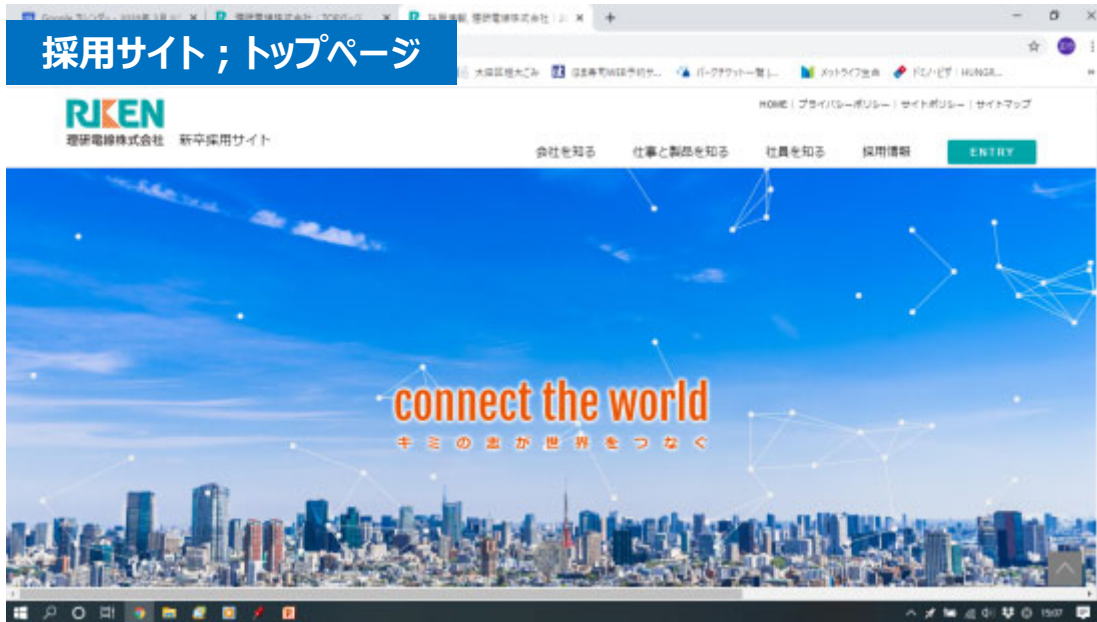 採用サイト；トップページ
RIKEN
理研電線株式会社 新卒採用サイト
HOME | プライバシーポリシー | サイトポリシー | サイトマップ
会社を知る 仕事と製品を知る 社員を知る 採用情報 ENTRY
connect the world
キミの志が世界をつなぐ
15:07